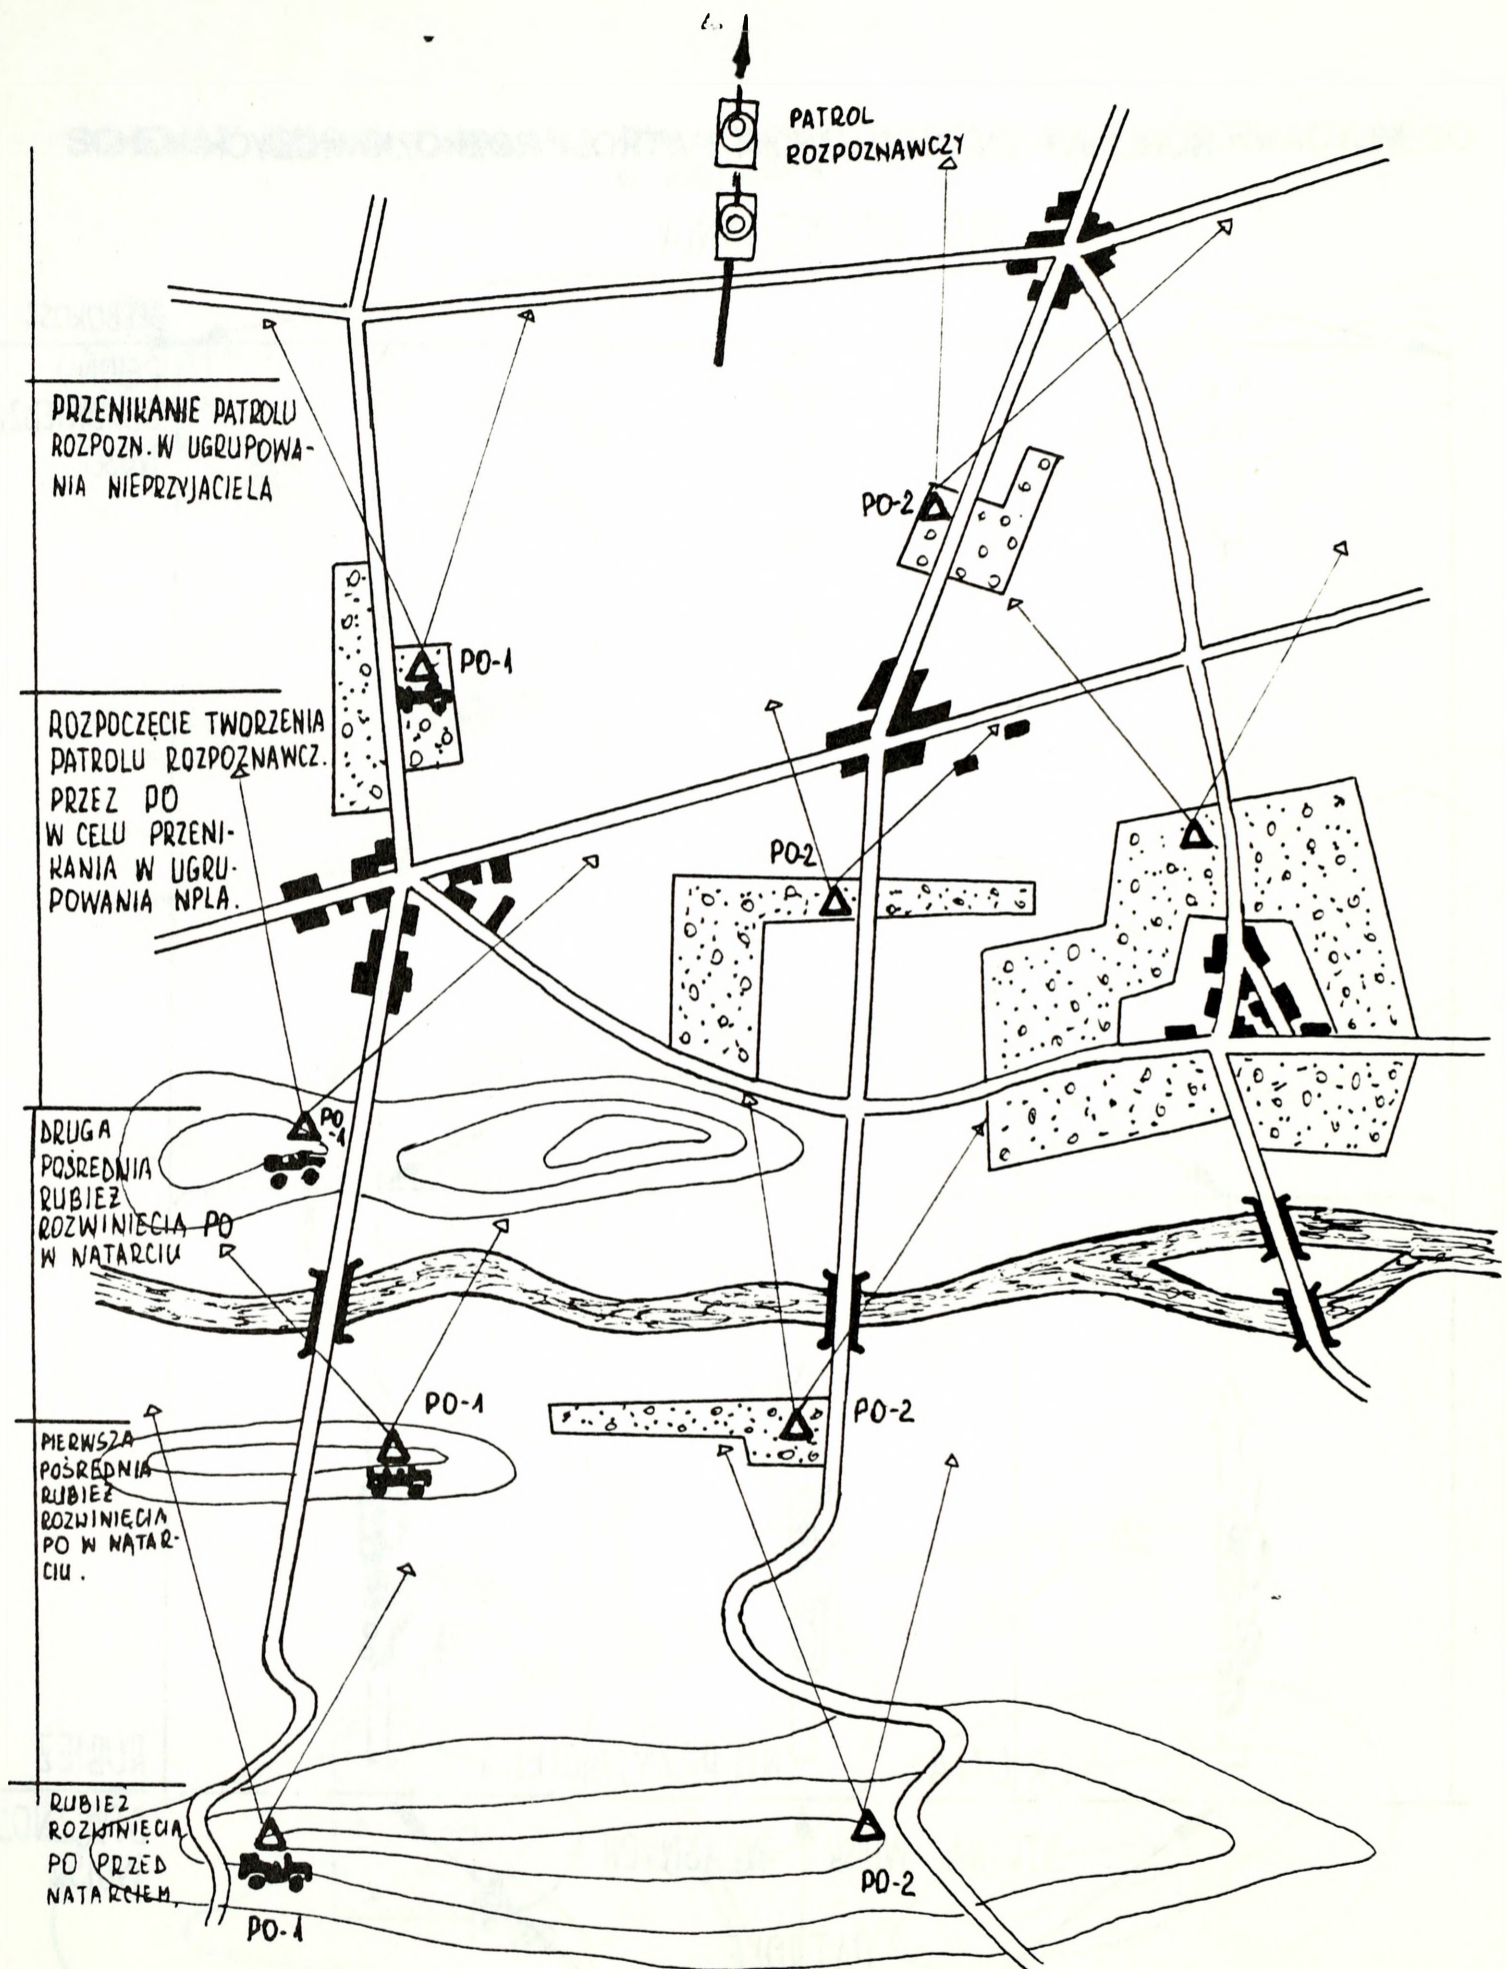 PATROL
ROZPOZNAWCZY
PRZENIKANIE PATROLU
ROZPOZN. W UGRUPOWA-
NIA NIEPRZYJACIELA
PO-2
PO-1
ROZPOCZĘCIE TWORZENIA
PATROLU ROZPOZNAWCZ.
PRZEZ PO
W CELU PRZENI-
KANIA W UGRU-
POWANIA NPLA.
PO-2
PO
-1
DRUGA
POŚREDNIA
RUBIEŻ
ROZWINIĘCIA PO
W NATARCIU
PO-1
PO-2
PIERWSZA
POŚREDNIA
RUBIEŻ
ROZWINIĘCIA
PO W NATAR-
CIU.
RUBIEŻ
ROZWINIĘCIA
PO PRZED
NATARCIEM.
PO-1
PO-2